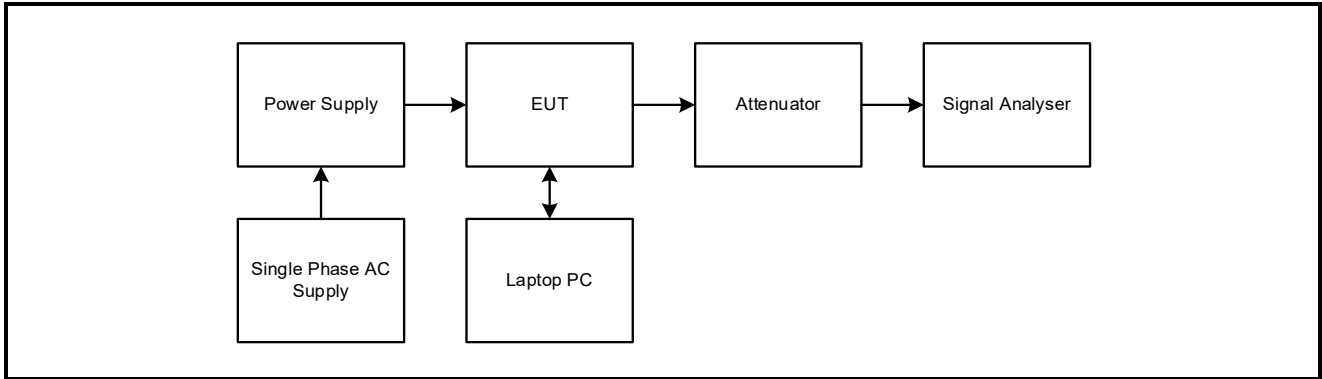 Power Supply
EUT
Attenuator
Signal Analyser
Single Phase AC
Supply
Laptop PC